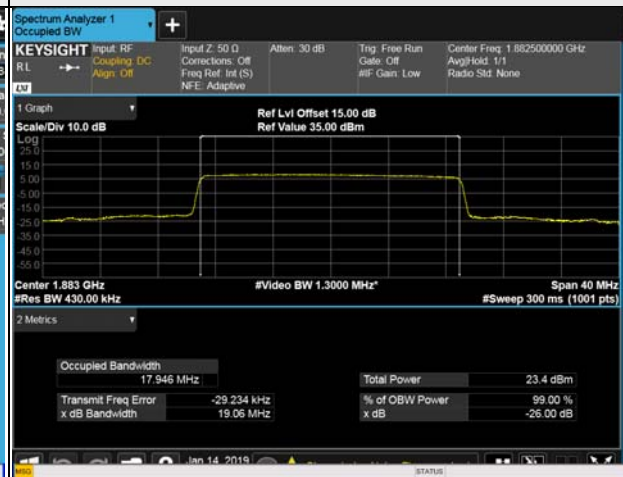 Spectrum Analyzer 1
Occupied BW
+
KEYSIGHT
RL
LXI
Input: RF
Coupling: DC
Align: Off
Input Z: 50 Ω
Corrections: Off
Freq Ref: Int (S)
NFE: Adaptive
Atten: 30 dB
Trig: Free Run
Gate: Off
#IF Gain: Low
Center Freq: 1.882500000 GHz
Avg|Hold: 1/1
Radio Std: None
1 Graph
Scale/Div 10.0 dB
Ref Lvl Offset 15.00 dB
Ref Value 35.00 dBm
Log
25.0
15.0
5.00
-5.00
-15.0
-25.0
-35.0
-45.0
-55.0
Center 1.883 GHz
#Video BW 1.3000 MHz*
Span 40 MHz
#Res BW 430.00 kHz
#Sweep 300 ms (1001 pts)
2 Metrics
Occupied Bandwidth
17.946 MHz
Total Power 23.4 dBm
Transmit Freq Error -29.234 kHz
% of OBW Power 99.00 %
x dB Bandwidth 19.06 MHz
x dB -26.00 dB
Jan 14, 2019
MSG
STATUS